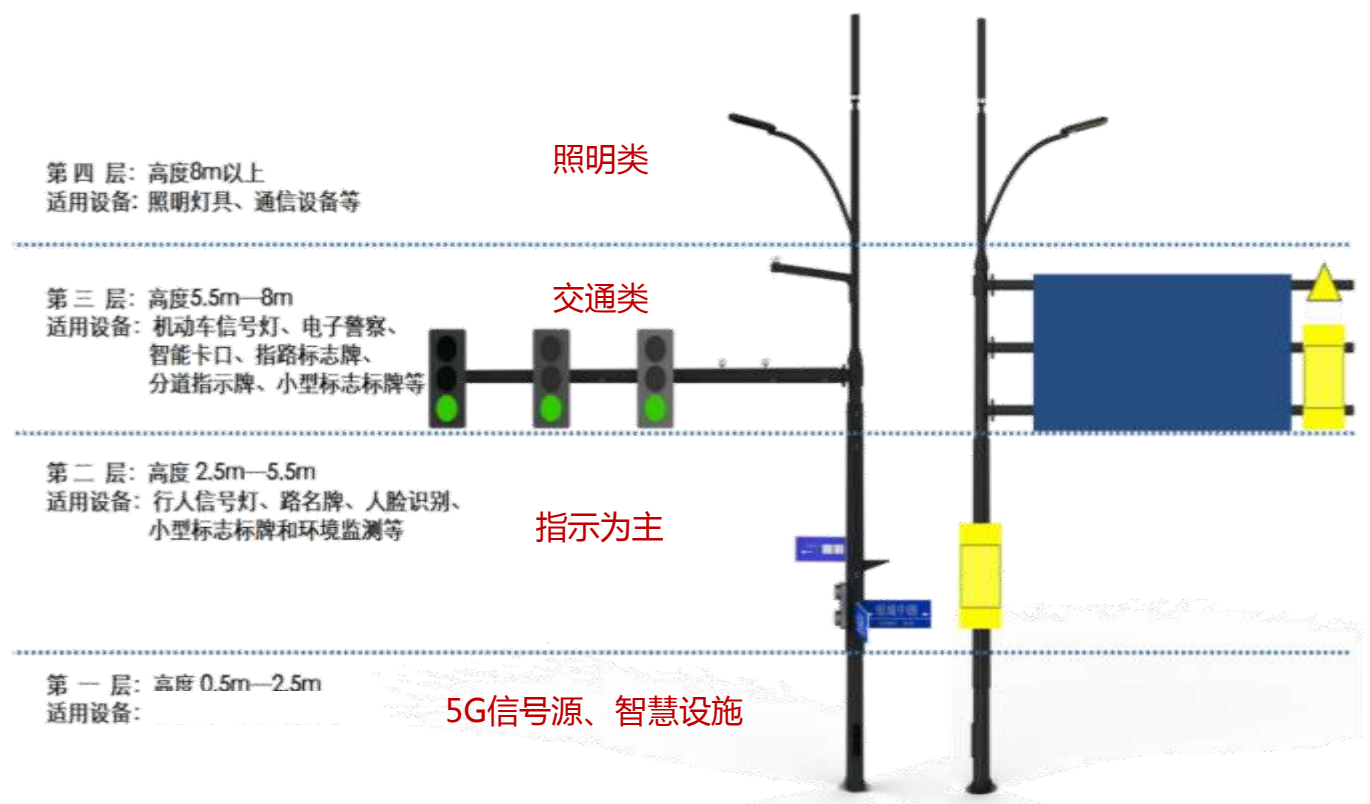 第四层：高度8m以上
适用设备：照明灯具、通信设备等
照明类
第三层：高度5.5m—8m
适用设备：机动车信号灯、电子警察、
智能卡口、指路标志牌、
分道指示牌、小型标志标牌等
交通类
第二层：高度 2.5m—5.5m
适用设备：行人信号灯、路名牌、人脸识别、
小型标志标牌和环境监测等
指示为主
第一层：高度 0.5m—2.5m
适用设备：
5G信号源、智慧设施